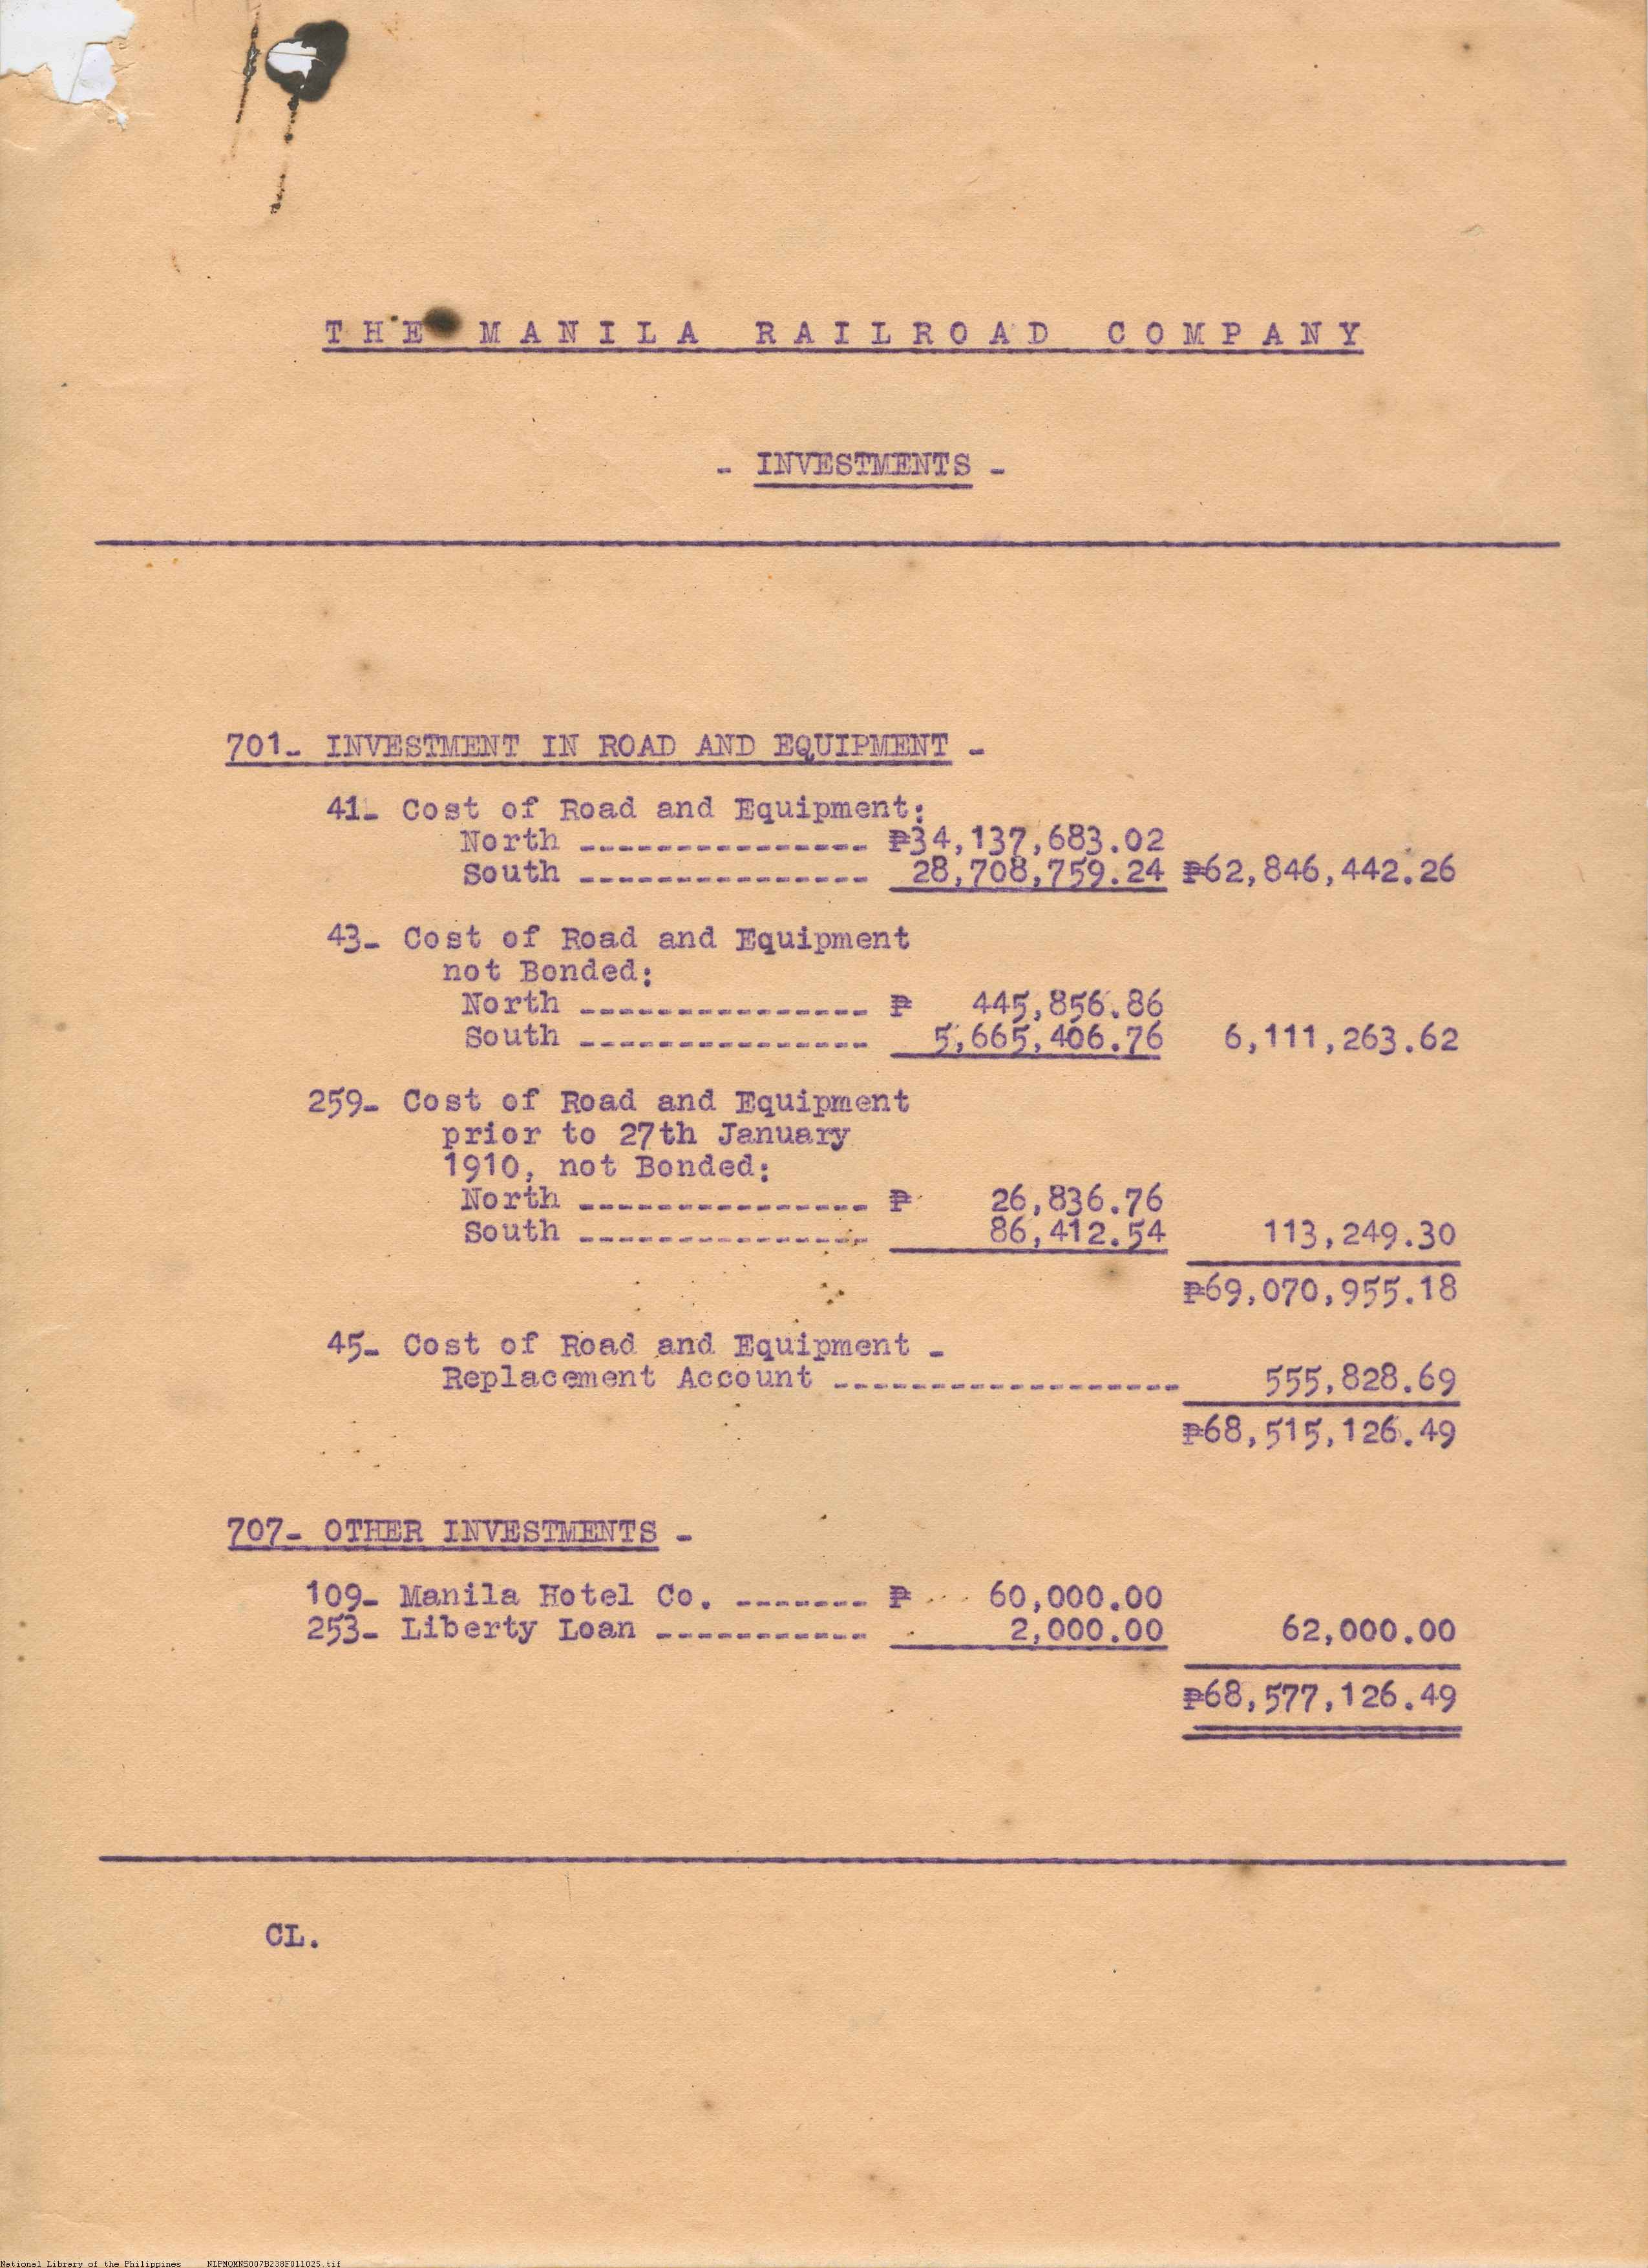 THE MANILA RAILROAD COMPANY
- INVESTMENTS -
701- INVESTMENT IN ROAD AND EQUIPMENT -
41- Cost of Road and Equipment:
North --------------- ₱34,137,683.02
South --------------- 28,708,759.24 ₱62,846,442.26
43- Cost of Road and Equipment
not Bonded:
North --------------- ₱ 445,856.86
South --------------- 5,665,406.76 6,111,263.62
259- Cost of Road and Equipment
prior to 27th January
1910, not Bonded:
North --------------- ₱ 26,836.76
South --------------- 86,412.54 113,249.30
₱69,070,955.18
45- Cost of Road and Equipment -
Replacement Account ------------------ 555,828.69
₱68,515,126.49
707- OTHER INVESTMENTS -
109- Manila Hotel Co. ------- ₱ 60,000.00
253- Liberty Loan ----------- 2,000.00 62,000.00
₱68,577,126.49
CL.
National Library of the Philippines NLPMQMNS007B238F011025.tif